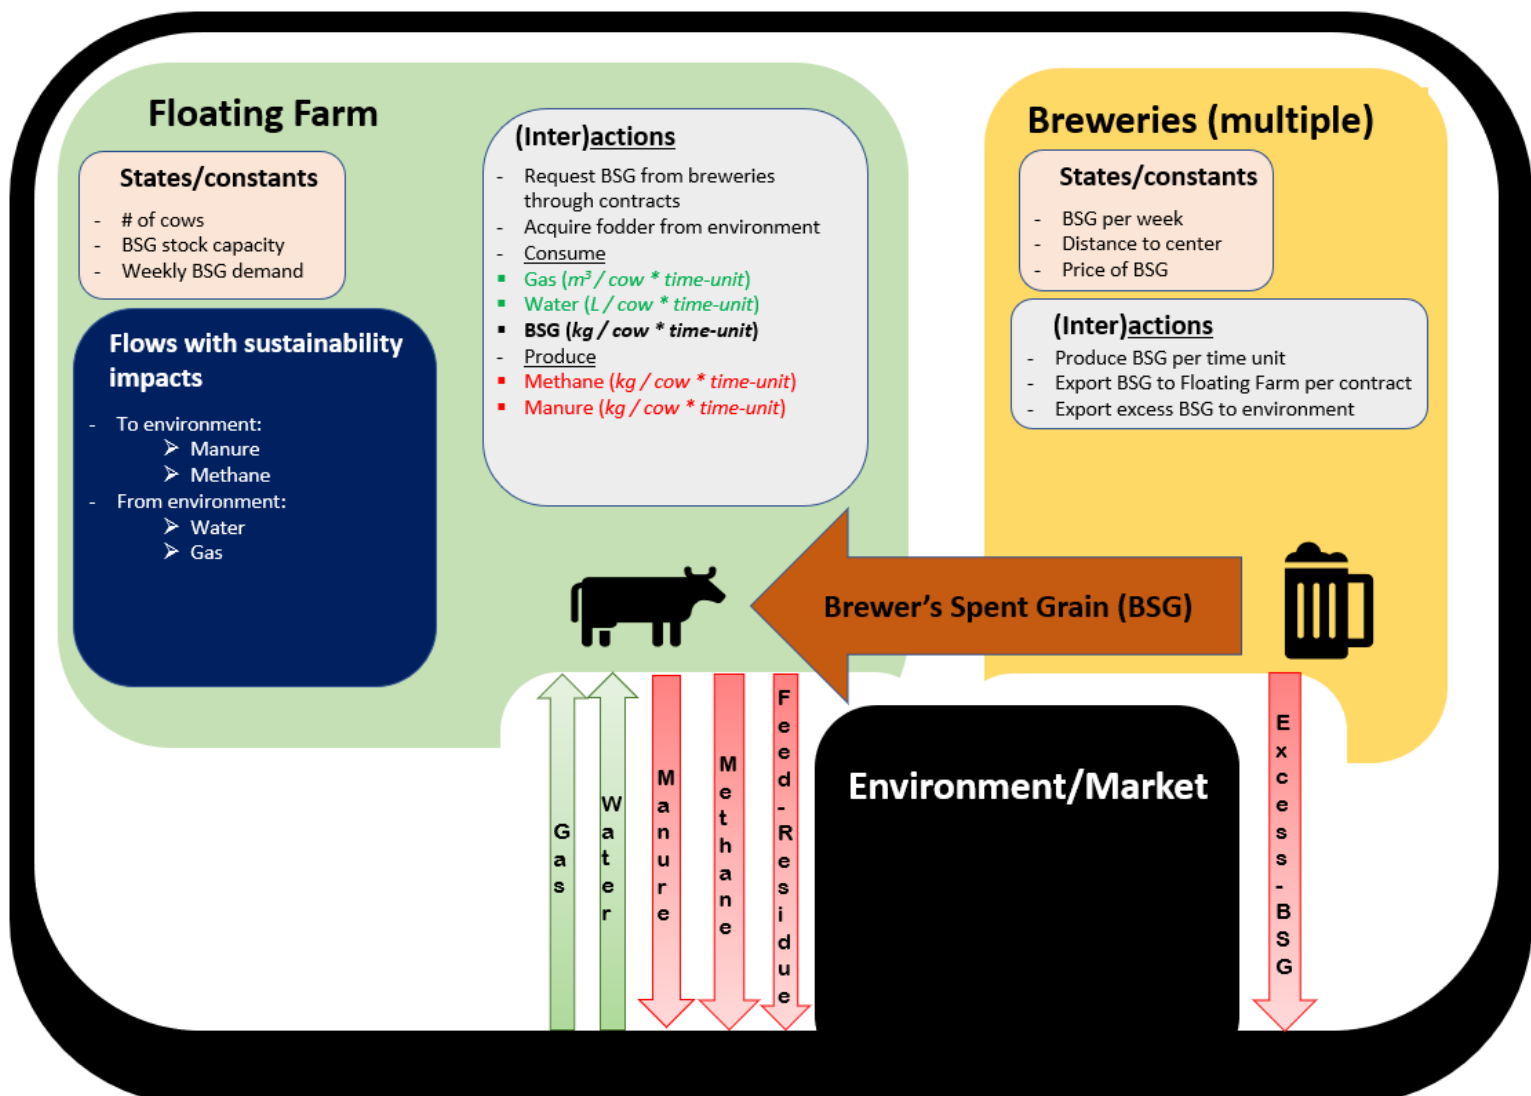 Floating Farm
States/constants
- # of cows
- BSG stock capacity
- Weekly BSG demand
Flows with sustainability
impacts
- To environment:
➢ Manure
➢ Methane
- From environment:
➢ Water
➢ Gas
(Inter)actions
- Request BSG from breweries
through contracts
- Acquire fodder from environment
- Consume
▪ Gas (m³ / cow * time-unit)
▪ Water (L / cow * time-unit)
▪ BSG (kg / cow * time-unit)
- Produce
▪ Methane (kg / cow * time-unit)
▪ Manure (kg / cow * time-unit)
Breweries (multiple)
States/constants
- BSG per week
- Distance to center
- Price of BSG
(Inter)actions
- Produce BSG per time unit
- Export BSG to Floating Farm per contract
- Export excess BSG to environment
Brewer’s Spent Grain (BSG)
Gas
Water
Manure
Methane
Feed-Residue
Environment/Market
Excess-BSG